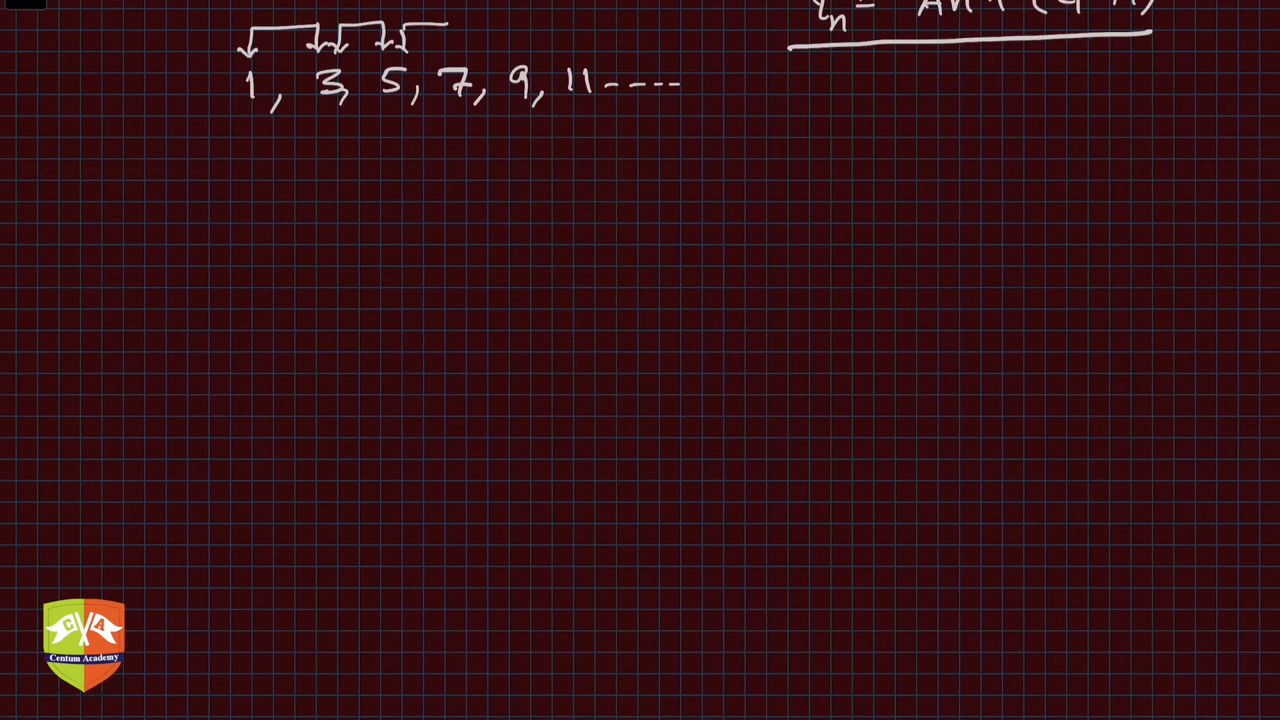 1, 3, 5, 7, 9, 11----
C A
Centum Academy